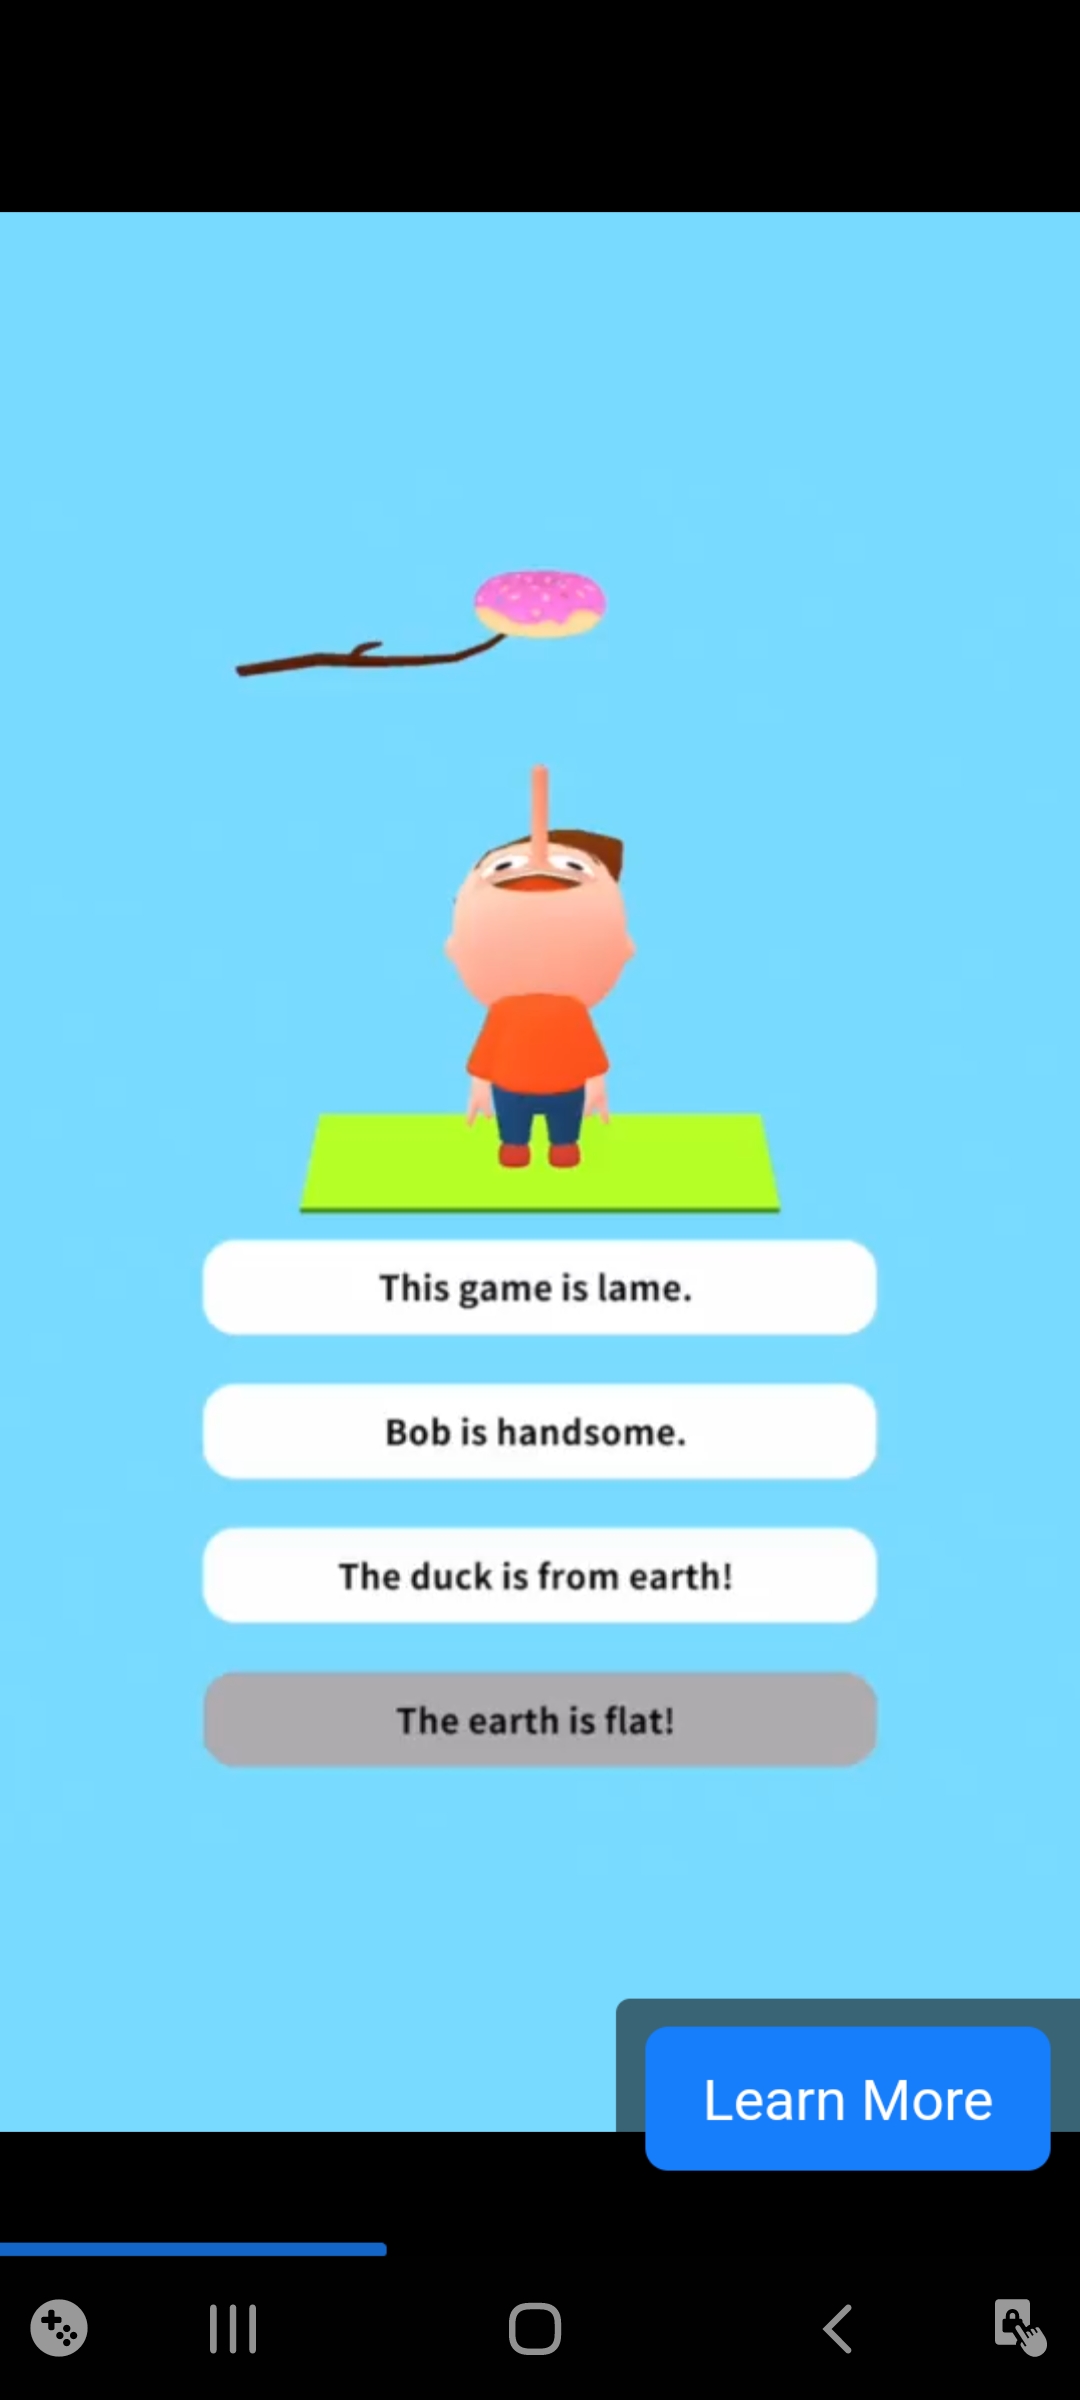 This game is lame.
Bob is handsome.
The duck is from earth!
The earth is flat!
Learn More